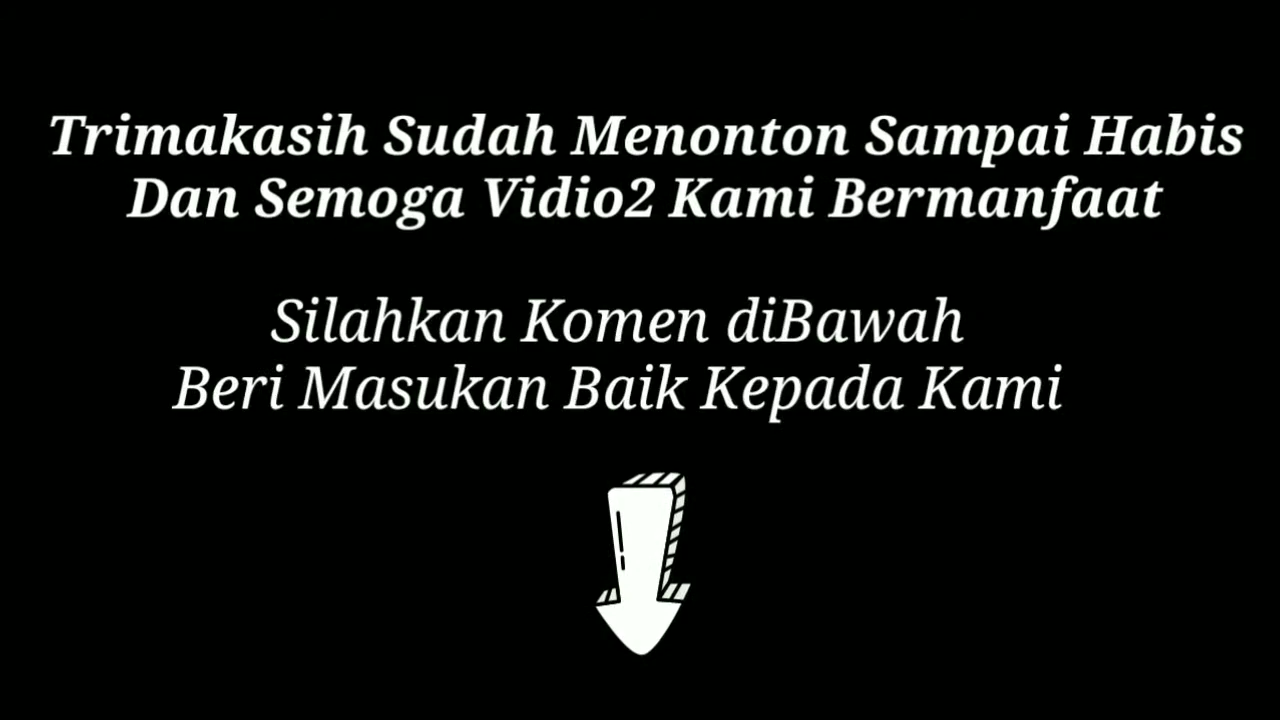 Trimakasih Sudah Menonton Sampai Habis
Dan Semoga Vidio2 Kami Bermanfaat
Silahkan Komen diBawah
Beri Masukan Baik Kepada Kami